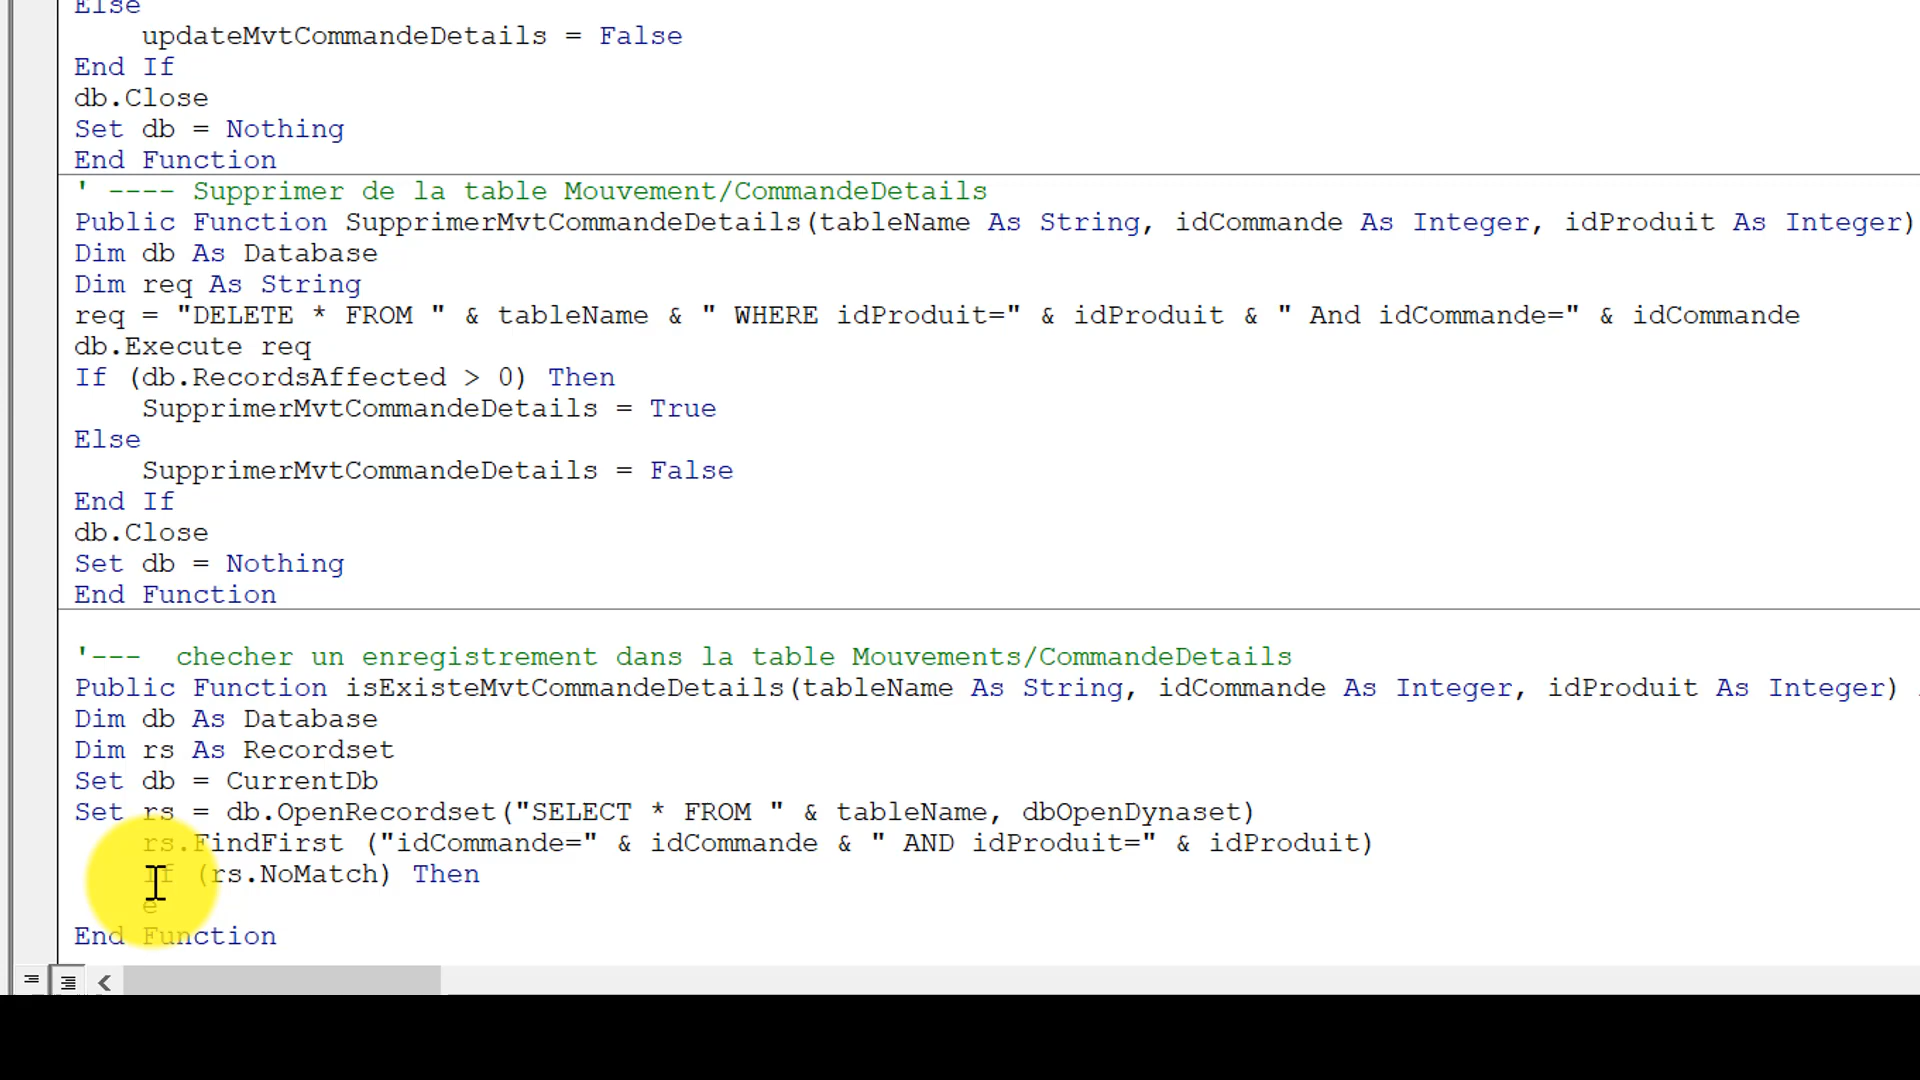 Else
    updateMvtCommandeDetails = False
End If
db.Close
Set db = Nothing
End Function
' ---- Supprimer de la table Mouvement/CommandeDetails
Public Function SupprimerMvtCommandeDetails(tableName As String, idCommande As Integer, idProduit As Integer)
Dim db As Database
Dim req As String
req = "DELETE * FROM " & tableName & " WHERE idProduit=" & idProduit & " And idCommande=" & idCommande
db.Execute req
If (db.RecordsAffected > 0) Then
    SupprimerMvtCommandeDetails = True
Else
    SupprimerMvtCommandeDetails = False
End If
db.Close
Set db = Nothing
End Function
'---  checher un enregistrement dans la table Mouvements/CommandeDetails
Public Function isExisteMvtCommandeDetails(tableName As String, idCommande As Integer, idProduit As Integer)
Dim db As Database
Dim rs As Recordset
Set db = CurrentDb
Set rs = db.OpenRecordset("SELECT * FROM " & tableName, dbOpenDynaset)
    rs.FindFirst ("idCommande=" & idCommande & " AND idProduit=" & idProduit)
    If (rs.NoMatch) Then
    e
End Function